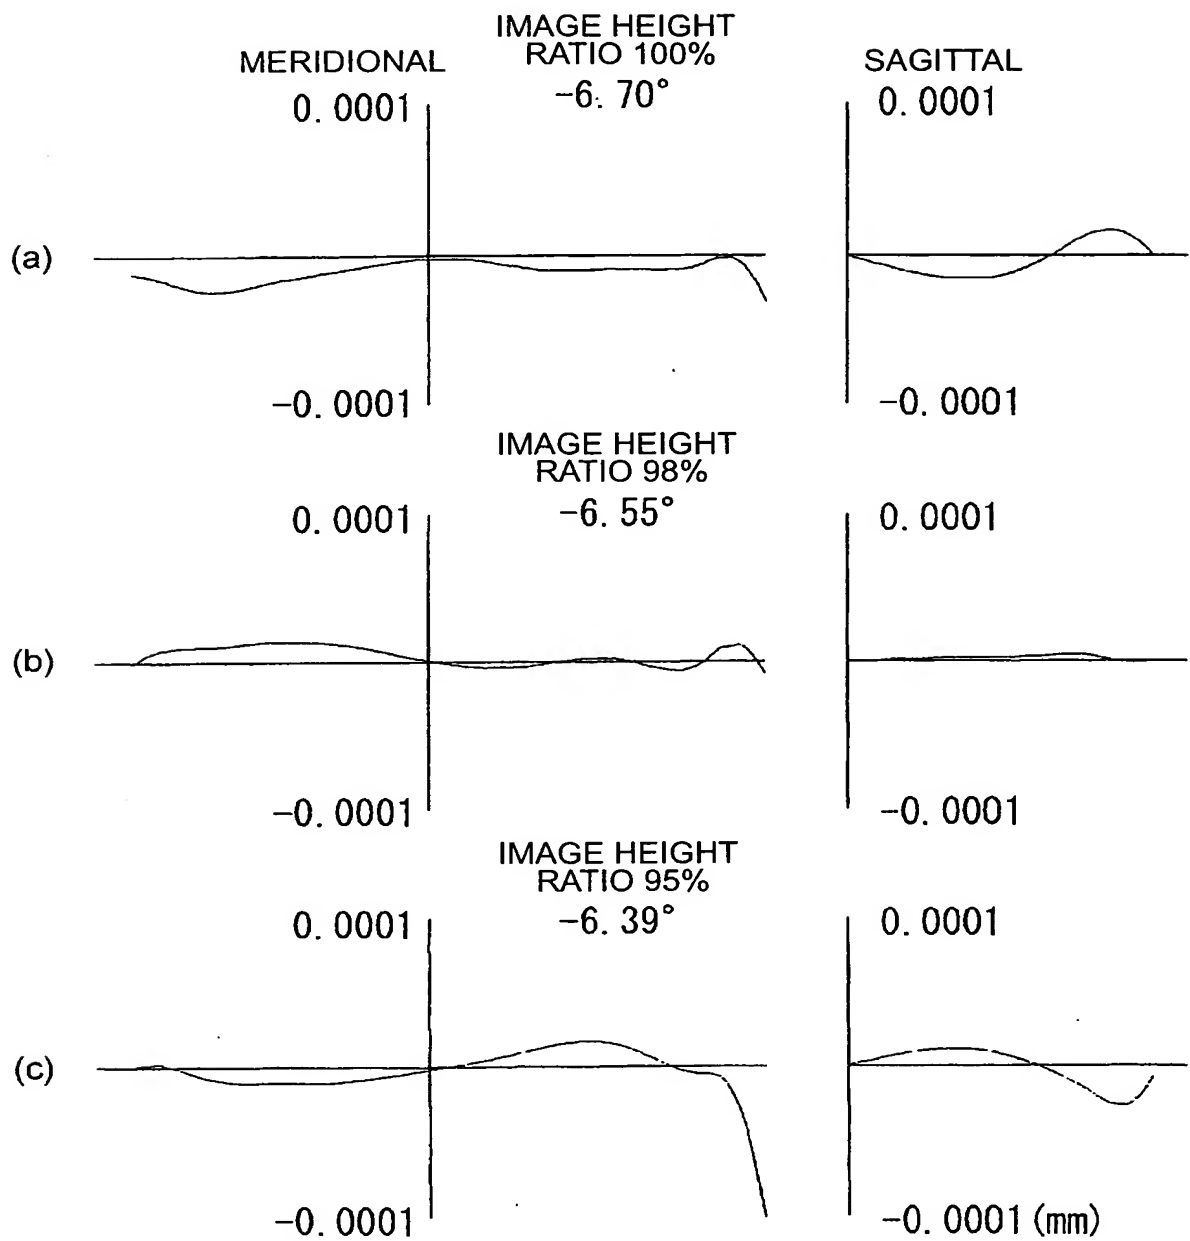 IMAGE HEIGHT
MERIDIONAL RATIO 100% SAGITTAL
0.0001 -6.70° 0.0001
(a)
-0.0001 -0.0001
IMAGE HEIGHT
RATIO 98%
0.0001 -6.55° 0.0001
(b)
-0.0001 -0.0001
IMAGE HEIGHT
RATIO 95%
0.0001 -6.39° 0.0001
(c)
-0.0001 -0.0001 (mm)